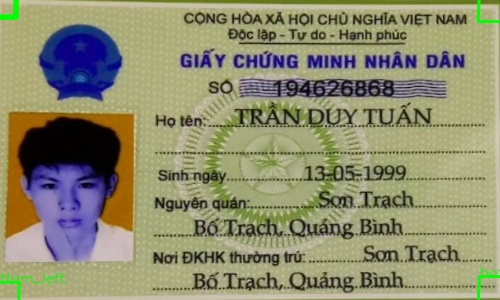 CỘNG HÒA XÃ HỘI CHỦ NGHĨA VIỆT NAM
Độc lập - Tự do - Hạnh phúc
GIẤY CHỨNG MINH NHÂN DÂN
SỐ 194626868
Họ tên: TRẦN DUY TUẤN
Sinh ngày 13-05-1999
Nguyên quán: Sơn Trạch
Bố Trạch, Quảng Bình
Nơi ĐKHK thường trú: Sơn Trạch
Bố Trạch, Quảng Bình